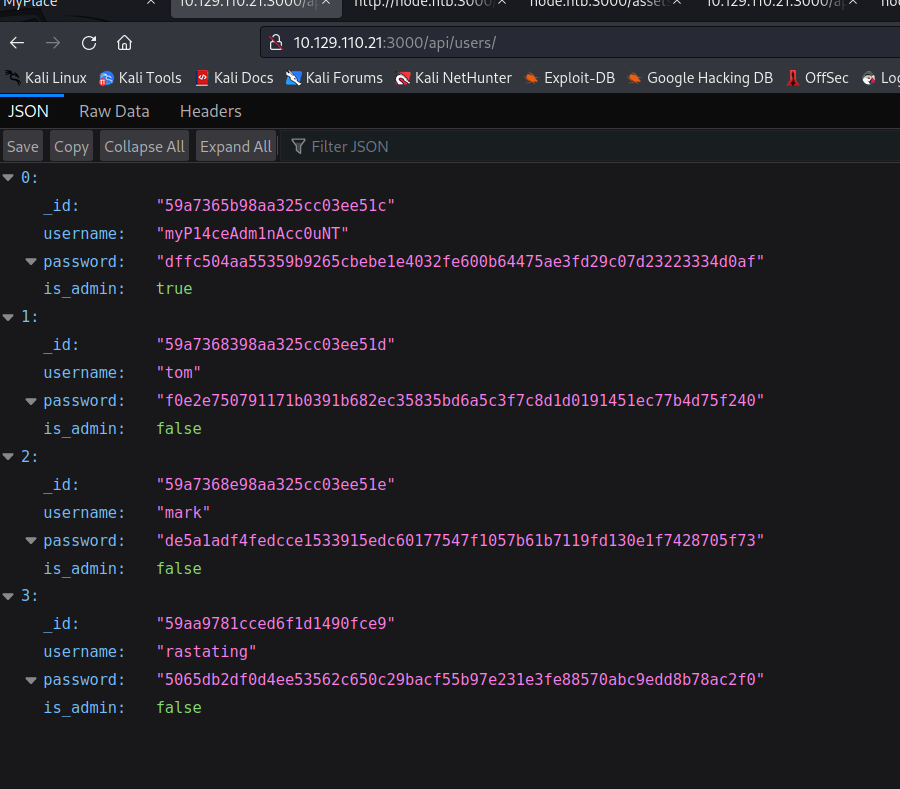 MyPlace
10.129.110.21:3000/ap
http://node.htb:3000/
node.htb:3000/asset
10.129.110.21:3000/a
10.129.110.21:3000/api/users/
Kali Linux Kali Tools Kali Docs Kali Forums Kali NetHunter Exploit-DB Google Hacking DB OffSec
JSON Raw Data Headers
Save Copy Collapse All Expand All Filter JSON
0:
_id: "59a7365b98aa325cc03ee51c"
username: "myP14ceAdm1nAcc0uNT"
password: "dffc504aa55359b9265cbebe1e4032fe600b64475ae3fd29c07d23223334d0af"
is_admin: true
1:
_id: "59a7368398aa325cc03ee51d"
username: "tom"
password: "f0e2e750791171b0391b682ec35835bd6a5c3f7c8d1d0191451ec77b4d75f240"
is_admin: false
2:
_id: "59a7368e98aa325cc03ee51e"
username: "mark"
password: "de5a1adf4fedcce1533915edc60177547f1057b61b7119fd130e1f7428705f73"
is_admin: false
3:
_id: "59aa9781cced6f1d1490fce9"
username: "rastating"
password: "5065db2df0d4ee53562c650c29bacf55b97e231e3fe88570abc9edd8b78ac2f0"
is_admin: false